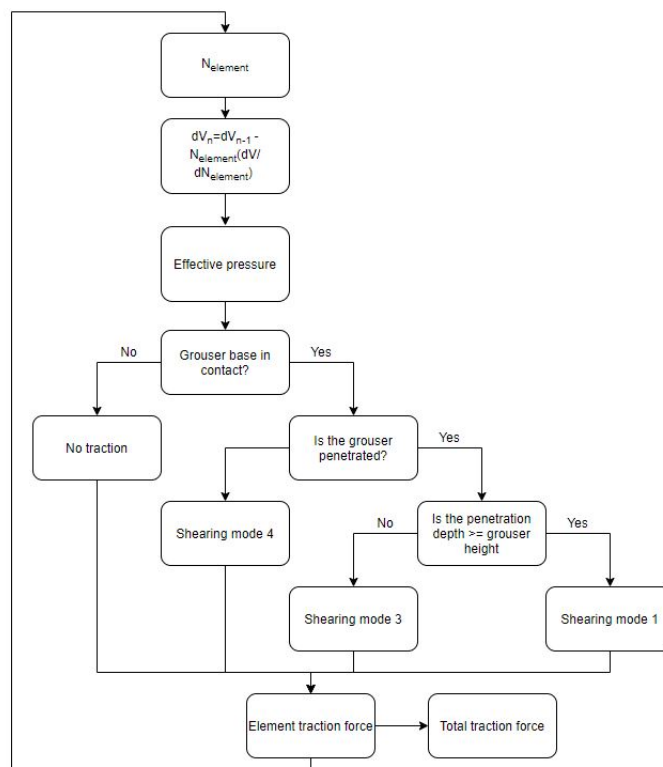 N_element
dV_n=dV_n-1 -
N_element(dV/
dN_element)
Effective pressure
No
Grouser base in
contact?
Yes
No traction
Is the grouser
penetrated?
Yes
Shearing mode 4
No
Is the penetration
depth >= grouser
height
Yes
Shearing mode 3
Shearing mode 1
Element traction force
Total traction force